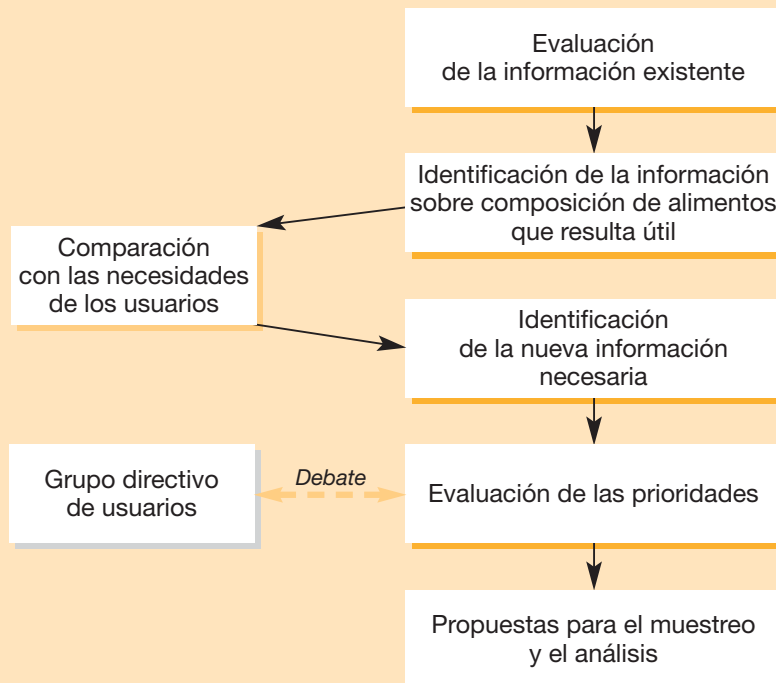 Evaluación
de la información existente
Identificación de la información
sobre composición de alimentos
que resulta útil
Comparación
con las necesidades
de los usuarios
Identificación
de la nueva información
necesaria
Grupo directivo
de usuarios
Debate
Evaluación de las prioridades
Propuestas para el muestreo
y el análisis